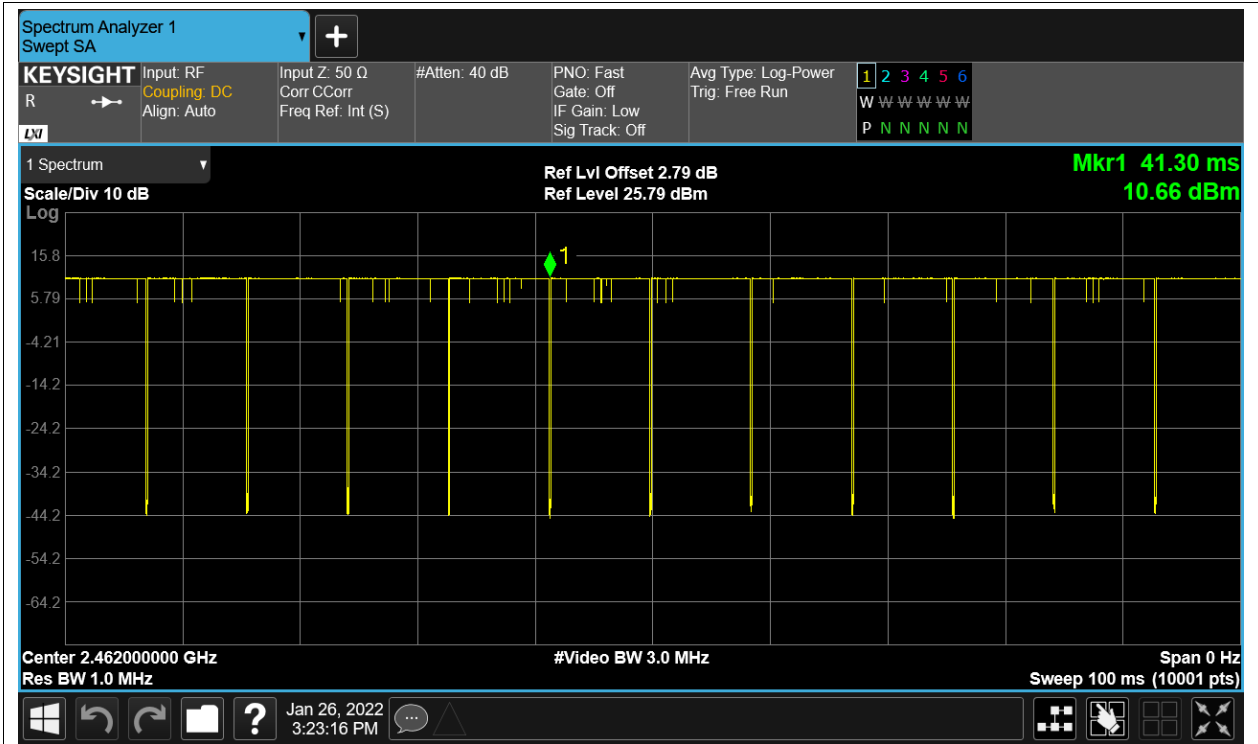 Spectrum Analyzer 1
Swept SA
KEYSIGHT
R
LXI
Input: RF
Coupling: DC
Align: Auto
Input Z: 50 Ω
Corr CCorr
Freq Ref: Int (S)
#Atten: 40 dB
PNO: Fast
Gate: Off
IF Gain: Low
Sig Track: Off
Avg Type: Log-Power
Trig: Free Run
1 2 3 4 5 6
W W W W W W
P N N N N N
1 Spectrum
Scale/Div 10 dB
Ref Lvl Offset 2.79 dB
Ref Level 25.79 dBm
Mkr1 41.30 ms
10.66 dBm
Log
1
15.8
5.79
-4.21
-14.2
-24.2
-34.2
-44.2
-54.2
-64.2
Center 2.462000000 GHz
#Video BW 3.0 MHz
Span 0 Hz
Res BW 1.0 MHz
Sweep 100 ms (10001 pts)
?
Jan 26, 2022
3:23:16 PM